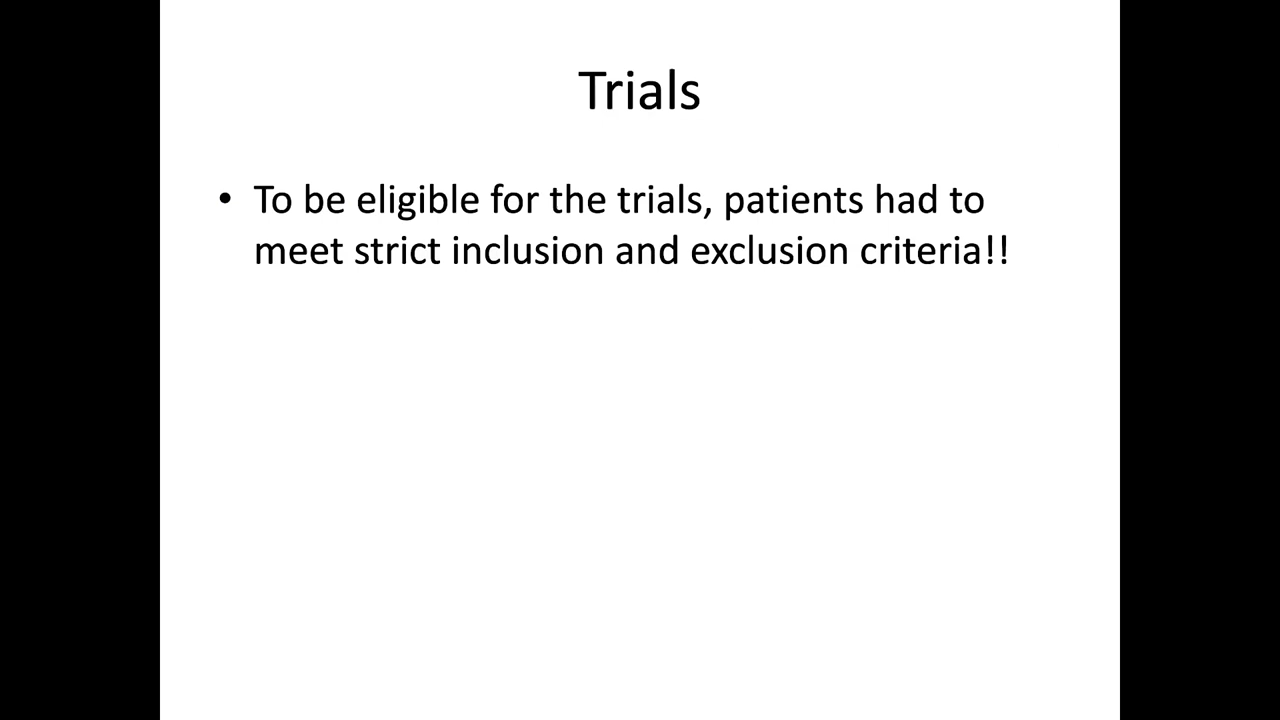 Trials
• To be eligible for the trials, patients had to
meet strict inclusion and exclusion criteria!!